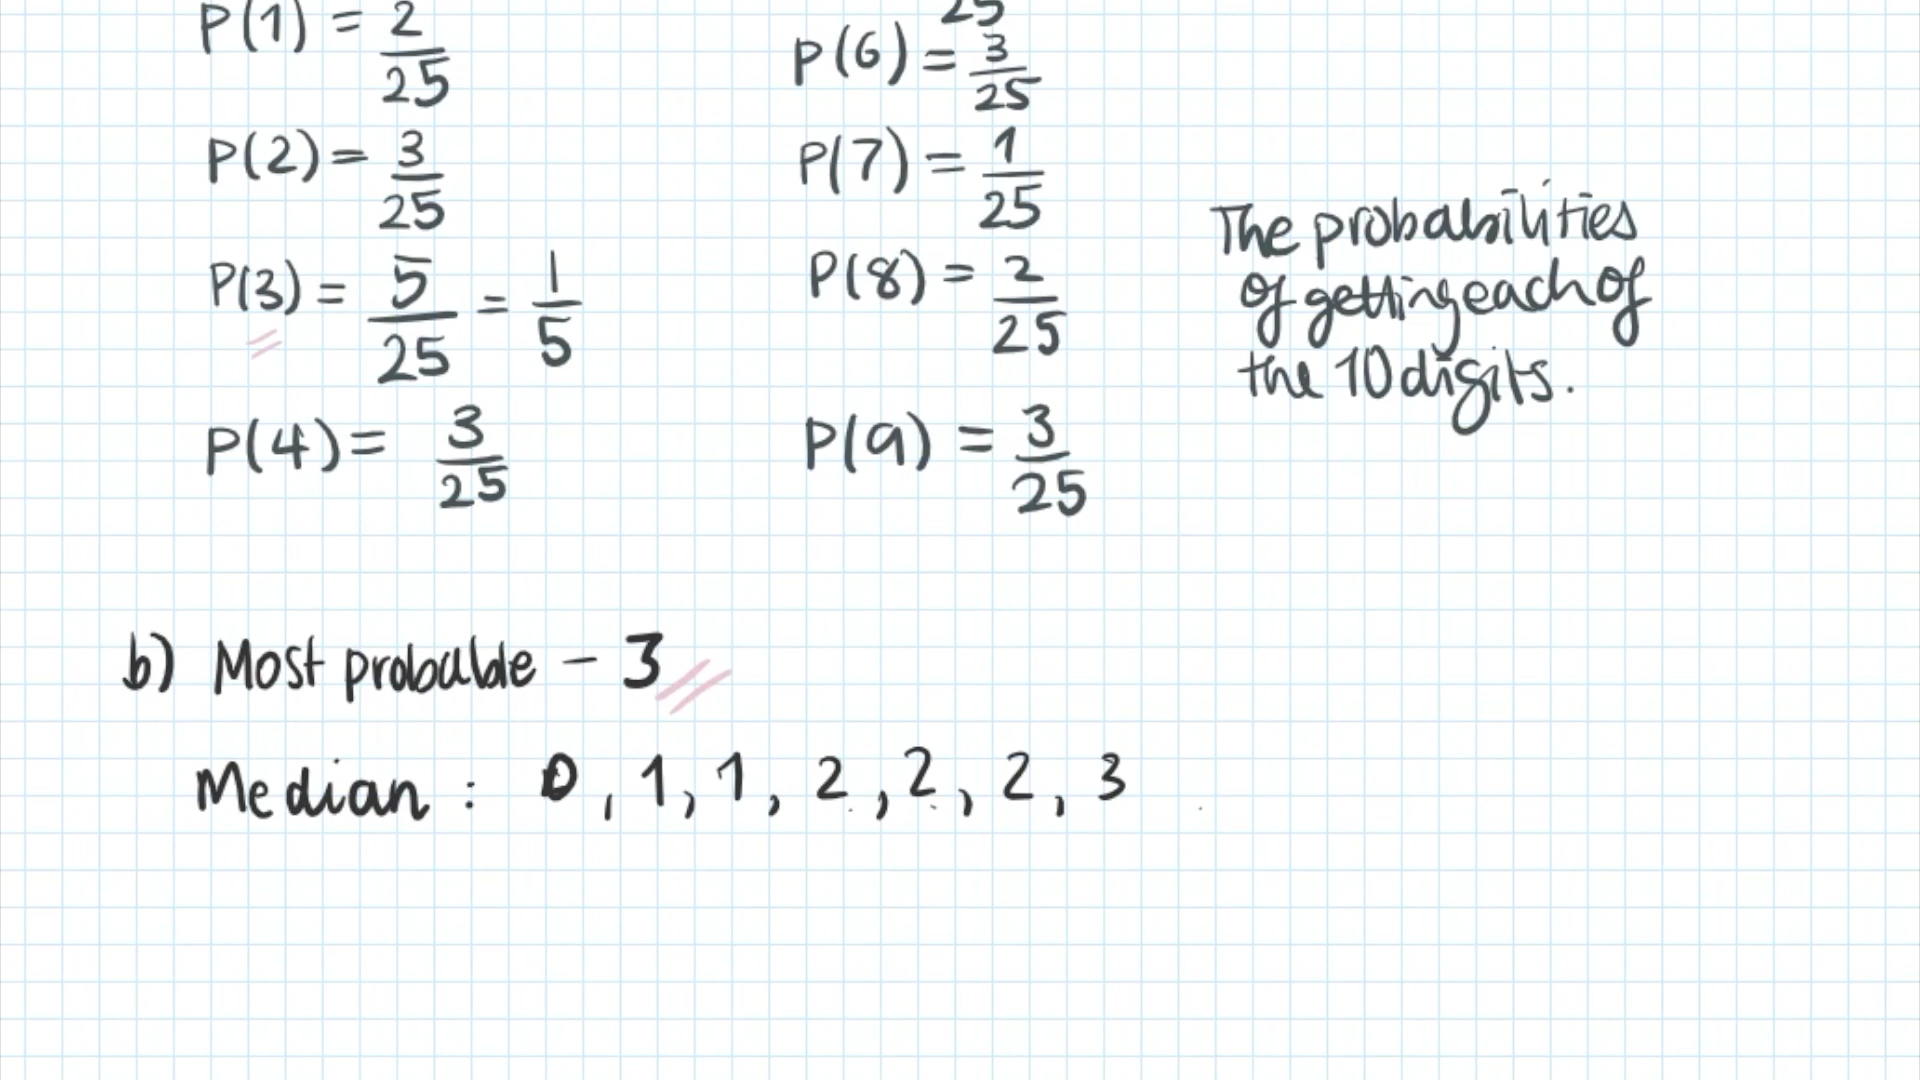 P(1) = 2/25
P(2) = 3/25
P(3) = 5/25 = 1/5
P(4) = 3/25
25
P(6) = 3/25
P(7) = 1/25
P(8) = 2/25
P(9) = 3/25
The probabilities
of getting each of
the 10 digits.
b) Most probable - 3
Median : 0, 1, 1, 2, 2, 2, 3